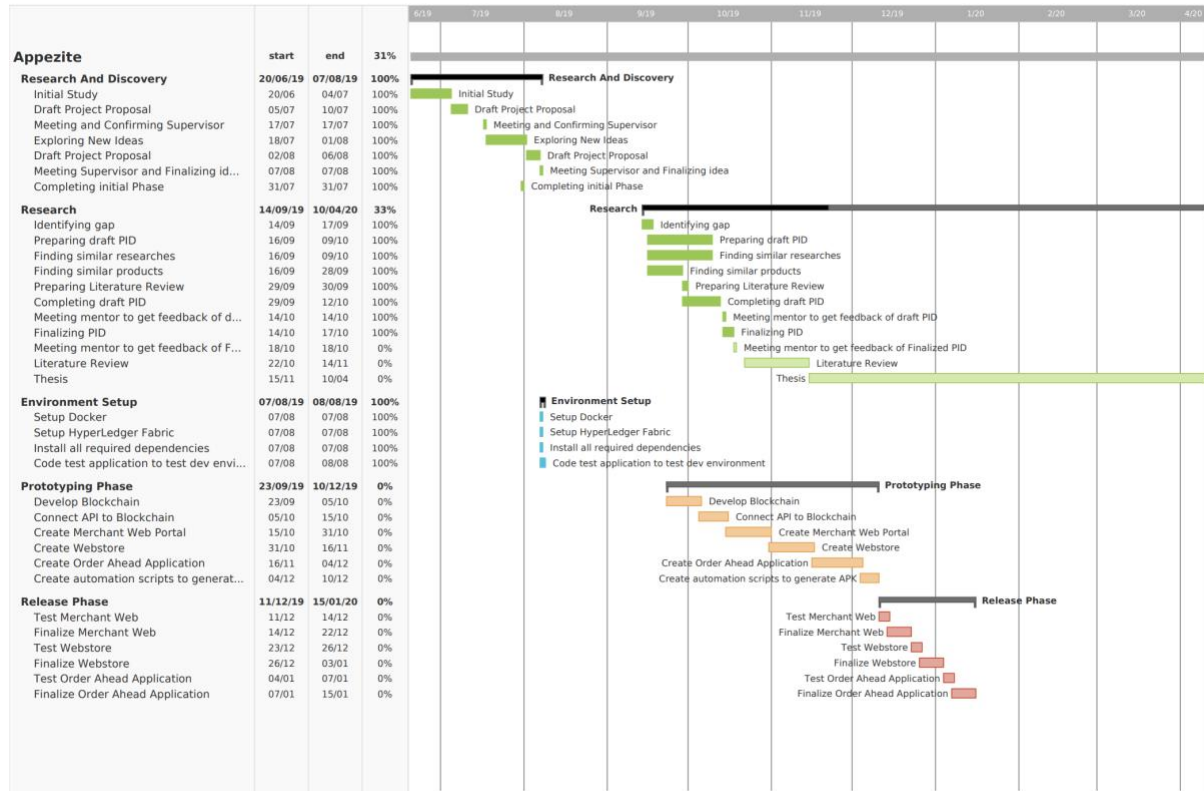 6/19 7/19 8/19 9/19 10/19 11/19 12/19 1/20 2/20 3/20 4/20
Appezite start end 31%
Research And Discovery 20/06/19 07/08/19 100% Research And Discovery
Initial Study 20/06 04/07 100% Initial Study
Draft Project Proposal 05/07 10/07 100% Draft Project Proposal
Meeting and Confirming Supervisor 17/07 17/07 100% Meeting and Confirming Supervisor
Exploring New Ideas 18/07 01/08 100% Exploring New Ideas
Draft Project Proposal 02/08 06/08 100% Draft Project Proposal
Meeting Supervisor and Finalizing id... 07/08 07/08 100% Meeting Supervisor and Finalizing idea
Completing initial Phase 31/07 31/07 100% Completing initial Phase
Research 14/09/19 10/04/20 33% Research
Identifying gap 14/09 17/09 100% Identifying gap
Preparing draft PID 16/09 09/10 100% Preparing draft PID
Finding similar researches 16/09 09/10 100% Finding similar researches
Finding similar products 16/09 28/09 100% Finding similar products
Preparing Literature Review 29/09 30/09 100% Preparing Literature Review
Completing draft PID 29/09 12/10 100% Completing draft PID
Meeting mentor to get feedback of d... 14/10 14/10 100% Meeting mentor to get feedback of draft PID
Finalizing PID 14/10 17/10 100% Finalizing PID
Meeting mentor to get feedback of F... 18/10 18/10 0% Meeting mentor to get feedback of Finalized PID
Literature Review 22/10 14/11 0% Literature Review
Thesis 15/11 10/04 0% Thesis
Environment Setup 07/08/19 08/08/19 100% Environment Setup
Setup Docker 07/08 07/08 100% Setup Docker
Setup HyperLedger Fabric 07/08 07/08 100% Setup HyperLedger Fabric
Install all required dependencies 07/08 07/08 100% Install all required dependencies
Code test application to test dev envi... 07/08 08/08 100% Code test application to test dev environment
Prototyping Phase 23/09/19 10/12/19 0% Prototyping Phase
Develop Blockchain 23/09 05/10 0% Develop Blockchain
Connect API to Blockchain 05/10 15/10 0% Connect API to Blockchain
Create Merchant Web Portal 15/10 31/10 0% Create Merchant Web Portal
Create Webstore 31/10 16/11 0% Create Webstore
Create Order Ahead Application 16/11 04/12 0% Create Order Ahead Application
Create automation scripts to generat... 04/12 10/12 0% Create automation scripts to generate APK
Release Phase 11/12/19 15/01/20 0% Release Phase
Test Merchant Web 11/12 14/12 0% Test Merchant Web
Finalize Merchant Web 14/12 22/12 0% Finalize Merchant Web
Test Webstore 23/12 26/12 0% Test Webstore
Finalize Webstore 26/12 03/01 0% Finalize Webstore
Test Order Ahead Application 04/01 07/01 0% Test Order Ahead Application
Finalize Order Ahead Application 07/01 15/01 0% Finalize Order Ahead Application